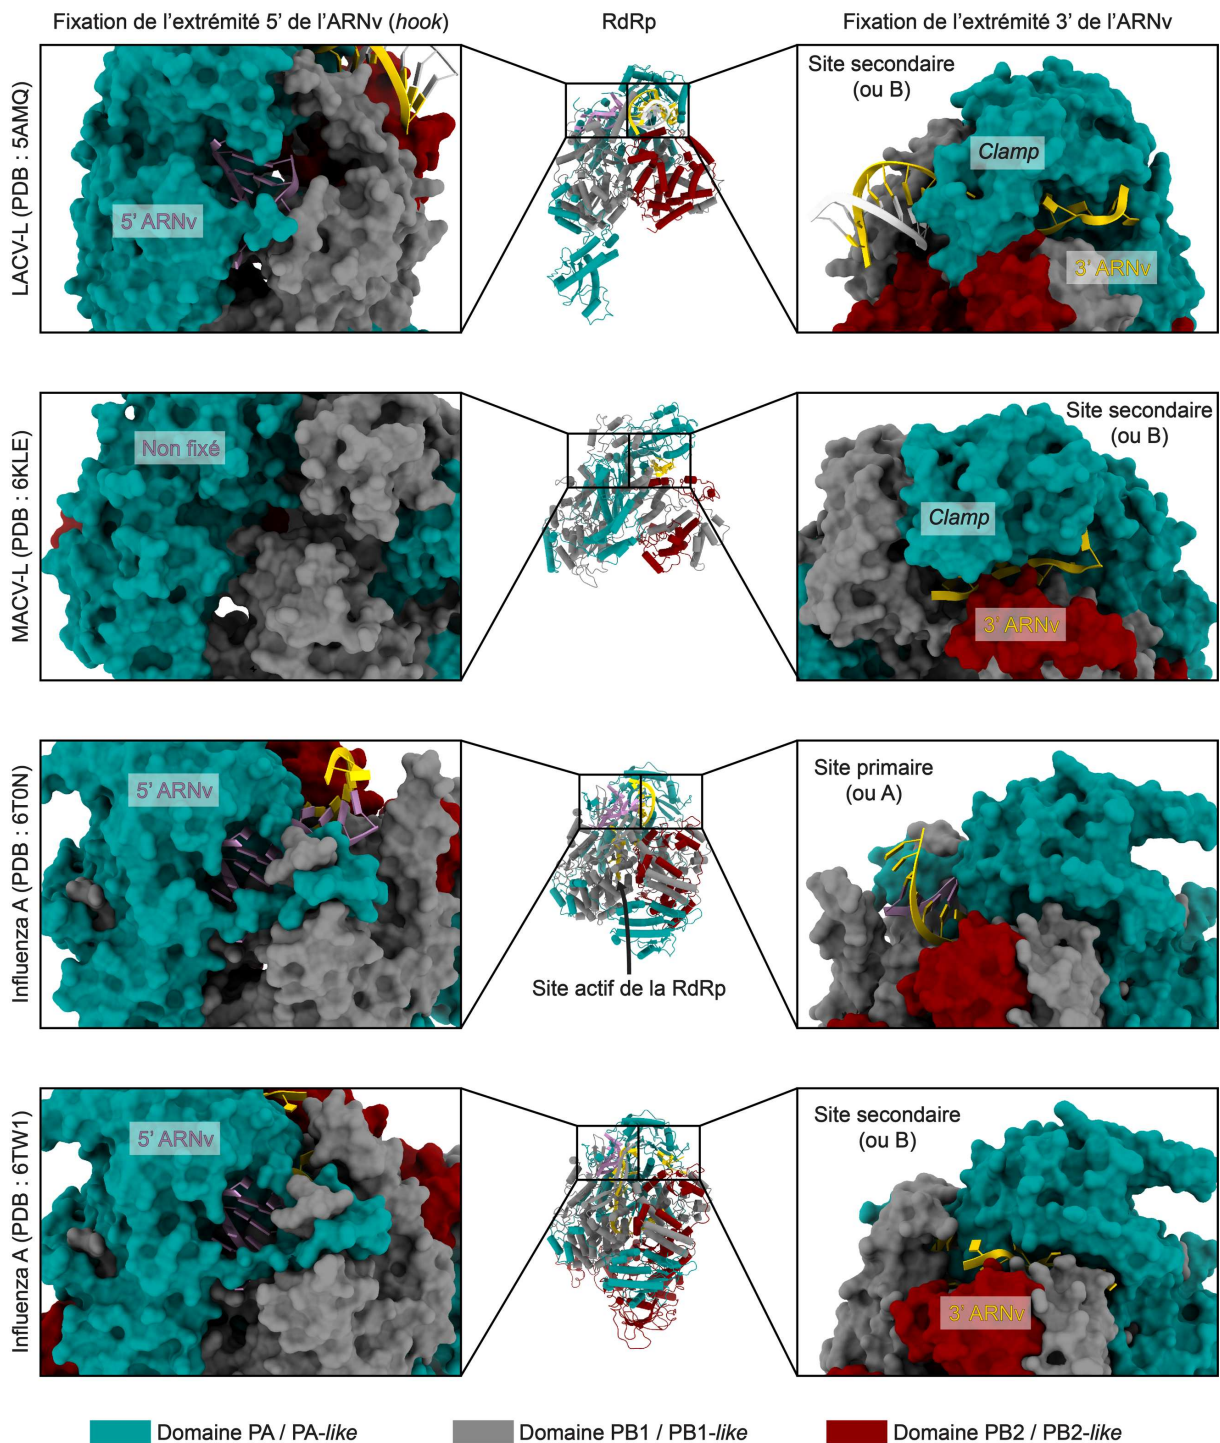 Fixation de l'extrémité 5' de l'ARNv (hook)
RdRp
Fixation de l'extrémité 3' de l'ARNv
LACV-L (PDB : 5AMQ)
5' ARNv
Site secondaire
(ou B)
Clamp
3' ARNv
MACV-L (PDB : 6KLE)
Non fixé
Site secondaire
(ou B)
Clamp
3' ARNv
Influenza A (PDB : 6T0N)
5' ARNv
Site actif de la RdRp
Site primaire
(ou A)
Influenza A (PDB : 6TW1)
5' ARNv
Site secondaire
(ou B)
3' ARNv
Domaine PA / PA-like
Domaine PB1 / PB1-like
Domaine PB2 / PB2-like